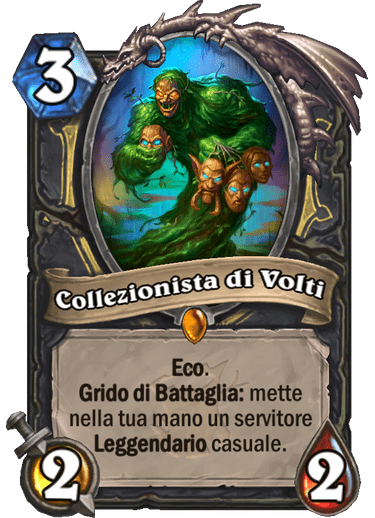 3
Collezionista di Volti
Eco.
Grido di Battaglia: mette
nella tua mano un servitore
Leggendario casuale.
2
2